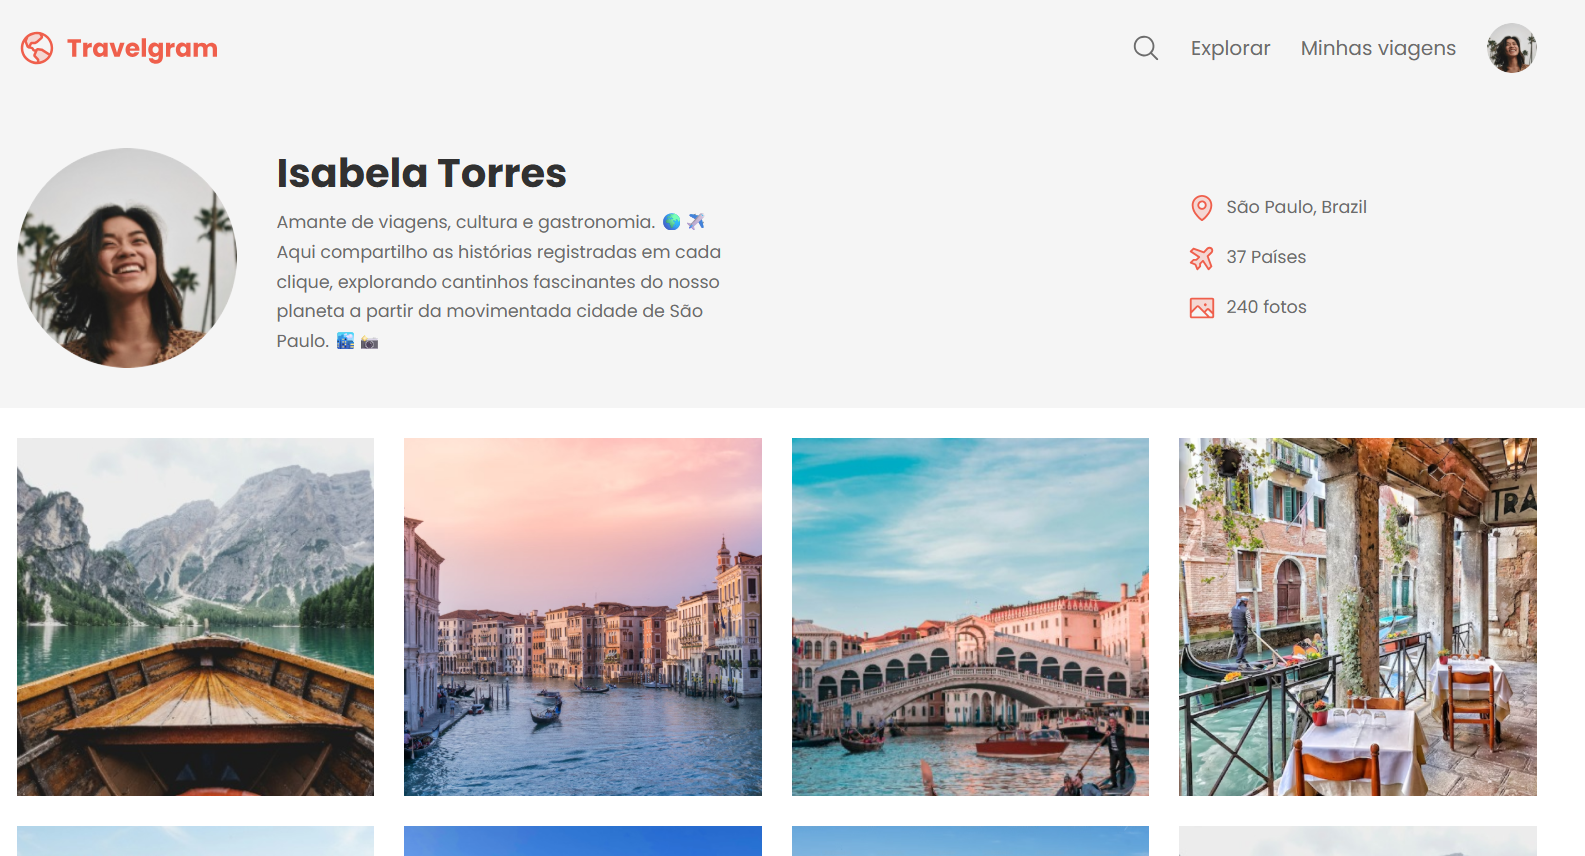 Travelgram
Explorar
Minhas viagens
Isabela Torres
Amante de viagens, cultura e gastronomia. 🌍 ✈️
Aqui compartilho as histórias registradas em cada
clique, explorando cantinhos fascinantes do nosso
planeta a partir da movimentada cidade de São
Paulo. 🏙️ 📷
São Paulo, Brazil
37 Países
240 fotos
TRA